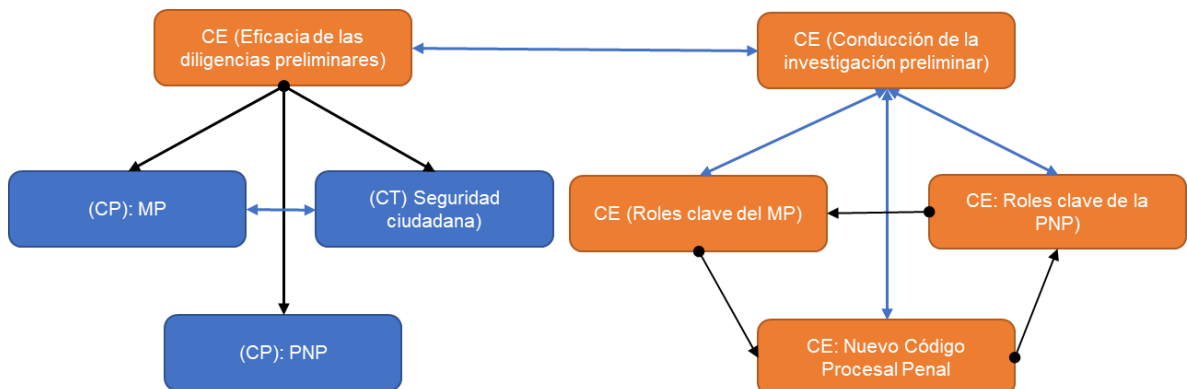 CE (Eficacia de las
diligencias preliminares)
CE (Conducción de la
investigación preliminar)
(CP): MP
(CT) Seguridad
ciudadana)
CE (Roles clave del MP)
CE: Roles clave de la
PNP)
(CP): PNP
CE: Nuevo Código
Procesal Penal